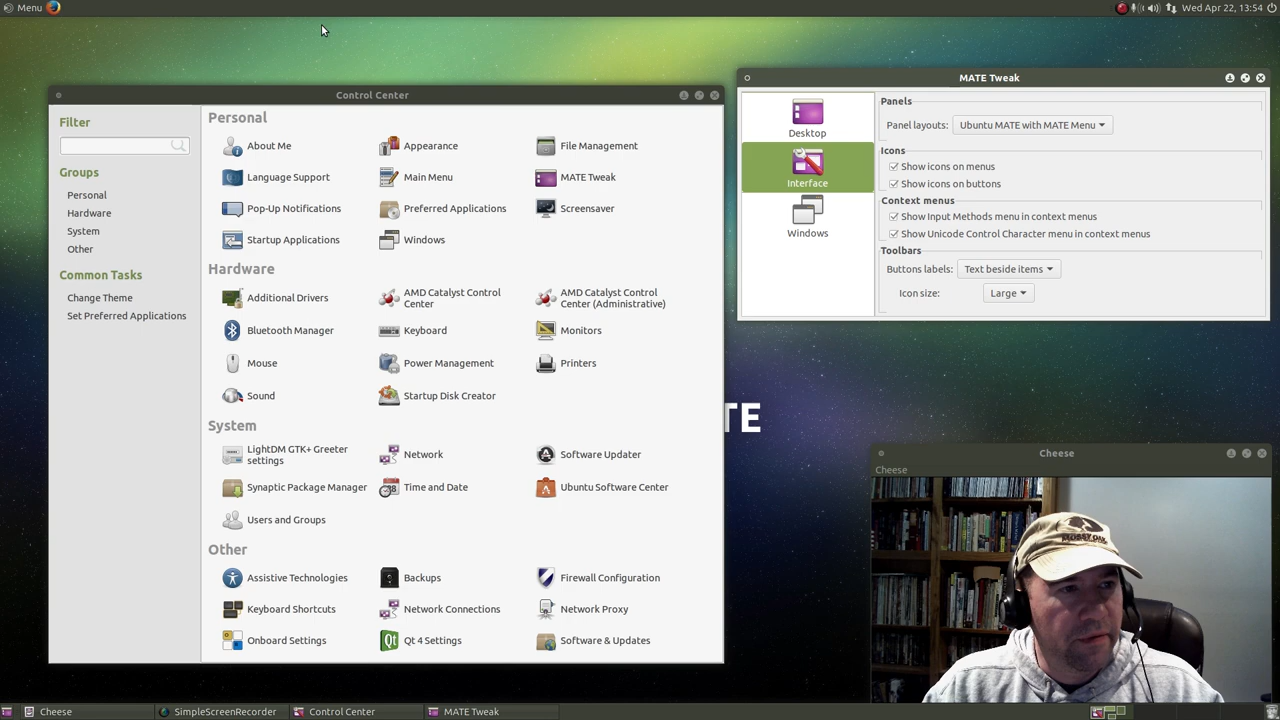 Menu
Wed Apr 22, 13:54
Control Center
Filter
Groups
Personal
Hardware
System
Other
Common Tasks
Change Theme
Set Preferred Applications
Personal
About Me
Appearance
File Management
Language Support
Main Menu
MATE Tweak
Pop-Up Notifications
Preferred Applications
Screensaver
Startup Applications
Windows
Hardware
Additional Drivers
AMD Catalyst Control
Center
AMD Catalyst Control
Center (Administrative)
Bluetooth Manager
Keyboard
Monitors
Mouse
Power Management
Printers
Sound
Startup Disk Creator
System
LightDM GTK+ Greeter
settings
Network
Software Updater
Synaptic Package Manager
Time and Date
Ubuntu Software Center
Users and Groups
Other
Assistive Technologies
Backups
Firewall Configuration
Keyboard Shortcuts
Network Connections
Network Proxy
Onboard Settings
Qt 4 Settings
Software & Updates
MATE Tweak
Desktop
Interface
Windows
Panels
Panel layouts: Ubuntu MATE with MATE Menu
Icons
Show icons on menus
Show icons on buttons
Context menus
Show Input Methods menu in context menus
Show Unicode Control Character menu in context menus
Toolbars
Buttons labels: Text beside items
Icon size: Large
TE
Cheese
Cheese
MOSSY OAK
Cheese
SimpleScreenRecorder
Control Center
MATE Tweak